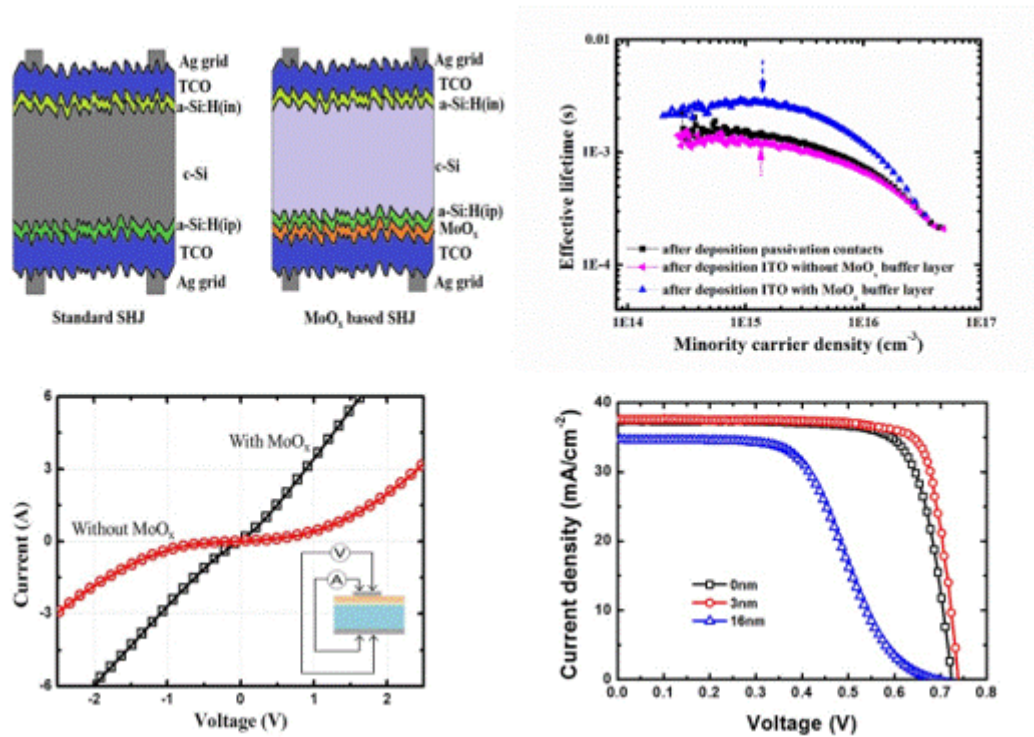 Ag grid
TCO
a-Si:H(in)
c-Si
a-Si:H(ip)
TCO
Ag grid
Standard SHJ
Ag grid
TCO
a-Si:H(in)
c-Si
a-Si:H(ip)
MoOx
TCO
Ag grid
MoOx based SHJ
Effective lifetime (s)
0.01
1E-3
1E-4
after deposition passivation contacts
after deposition ITO without MoOx buffer layer
after deposition ITO with MoOx buffer layer
1E14 1E15 1E16 1E17
Minority carrier density (cm-3)
Current (A)
6
3
0
-3
-6
With MoOx
Without MoOx
V
A
-2 -1 0 1 2
Voltage (V)
Current density (mA/cm-2)
40
30
20
10
0
0nm
3nm
16nm
0.0 0.1 0.2 0.3 0.4 0.5 0.6 0.7 0.8
Voltage (V)